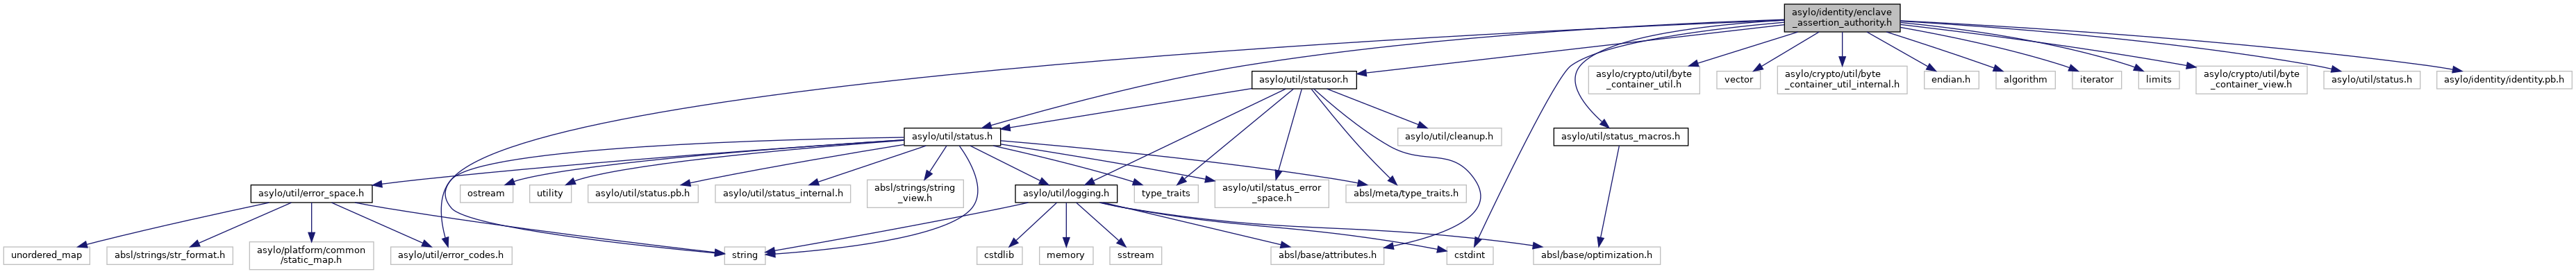 asylo/identity/enclave
_assertion_authority.h
asylo/util/statusor.h
asylo/crypto/util/byte
_container_util.h
vector
asylo/crypto/util/byte
_container_util_internal.h
endian.h
algorithm
iterator
limits
asylo/crypto/util/byte
_container_view.h
asylo/util/status.h
asylo/identity/identity.pb.h
asylo/util/status.h
asylo/util/cleanup.h
asylo/util/status_macros.h
asylo/util/error_space.h
ostream
utility
asylo/util/status.pb.h
asylo/util/status_internal.h
absl/strings/string
_view.h
asylo/util/logging.h
type_traits
asylo/util/status_error
_space.h
absl/meta/type_traits.h
unordered_map
absl/strings/str_format.h
asylo/platform/common
/static_map.h
asylo/util/error_codes.h
string
cstdlib
memory
sstream
absl/base/attributes.h
cstdint
absl/base/optimization.h